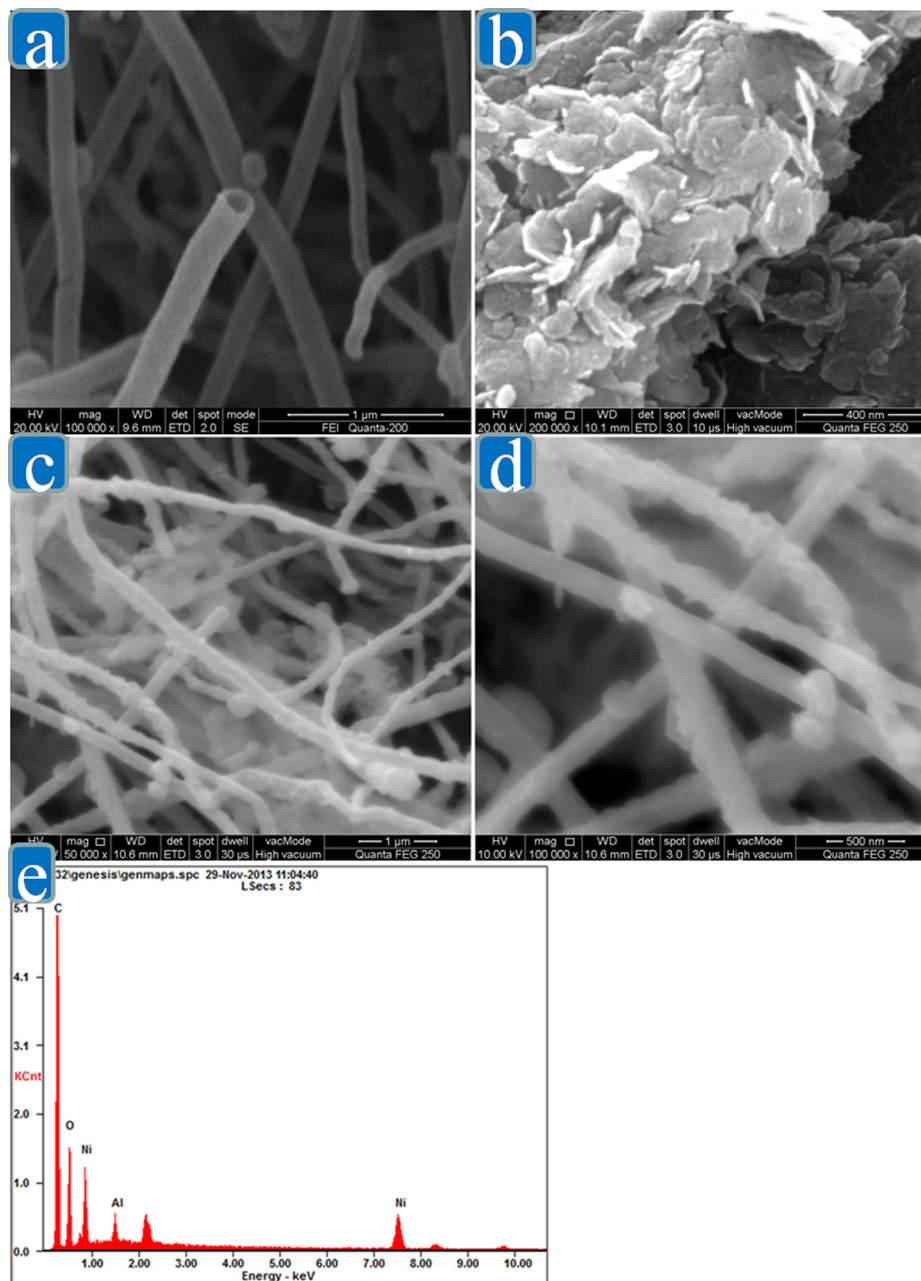 a
HV mag WD det spot mode
20.00 kV 100 000 x 9.6 mm ETD 2.0 SE
1 µm
FEI Quanta-200
b
HV mag WD det spot dwell vacMode
20.00 kV 200 000 x 10.1 mm ETD 3.0 10 µs High vacuum
400 nm
Quanta FEG 250
c
HV mag WD det spot dwell vacMode
50 000 x 10.6 mm ETD 3.0 30 µs High vacuum
1 µm
Quanta FEG 250
d
HV mag WD det spot dwell vacMode
10.00 kV 100 000 x 10.6 mm ETD 3.0 30 µs High vacuum
500 nm
Quanta FEG 250
e
32\genesis\genmaps.spc 29-Nov-2013 11:04:40
LSecs : 83
C
5.1
4.1
3.1
KCnt
2.0
O
Ni
1.0
Al
Ni
0.0
1.00 2.00 3.00 4.00 5.00 6.00 7.00 8.00 9.00 10.00
Energy - keV